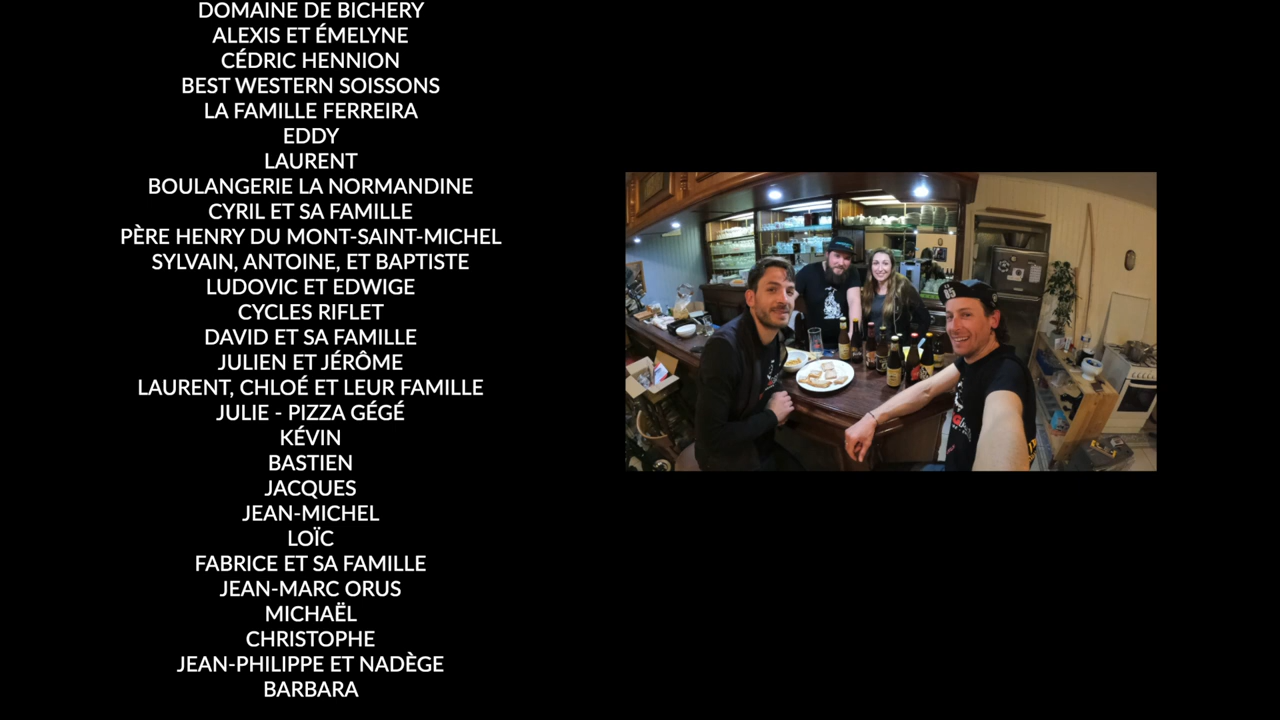 DOMAINE DE BICHERY
ALEXIS ET ÉMELYNE
CÉDRIC HENNION
BEST WESTERN SOISSONS
LA FAMILLE FERREIRA
EDDY
LAURENT
BOULANGERIE LA NORMANDINE
CYRIL ET SA FAMILLE
PÈRE HENRY DU MONT-SAINT-MICHEL
SYLVAIN, ANTOINE, ET BAPTISTE
LUDOVIC ET EDWIGE
CYCLES RIFLET
DAVID ET SA FAMILLE
JULIEN ET JÉRÔME
LAURENT, CHLOÉ ET LEUR FAMILLE
JULIE - PIZZA GÉGÉ
KÉVIN
BASTIEN
JACQUES
JEAN-MICHEL
LOÏC
FABRICE ET SA FAMILLE
JEAN-MARC ORUS
MICHAËL
CHRISTOPHE
JEAN-PHILIPPE ET NADÈGE
BARBARA
85